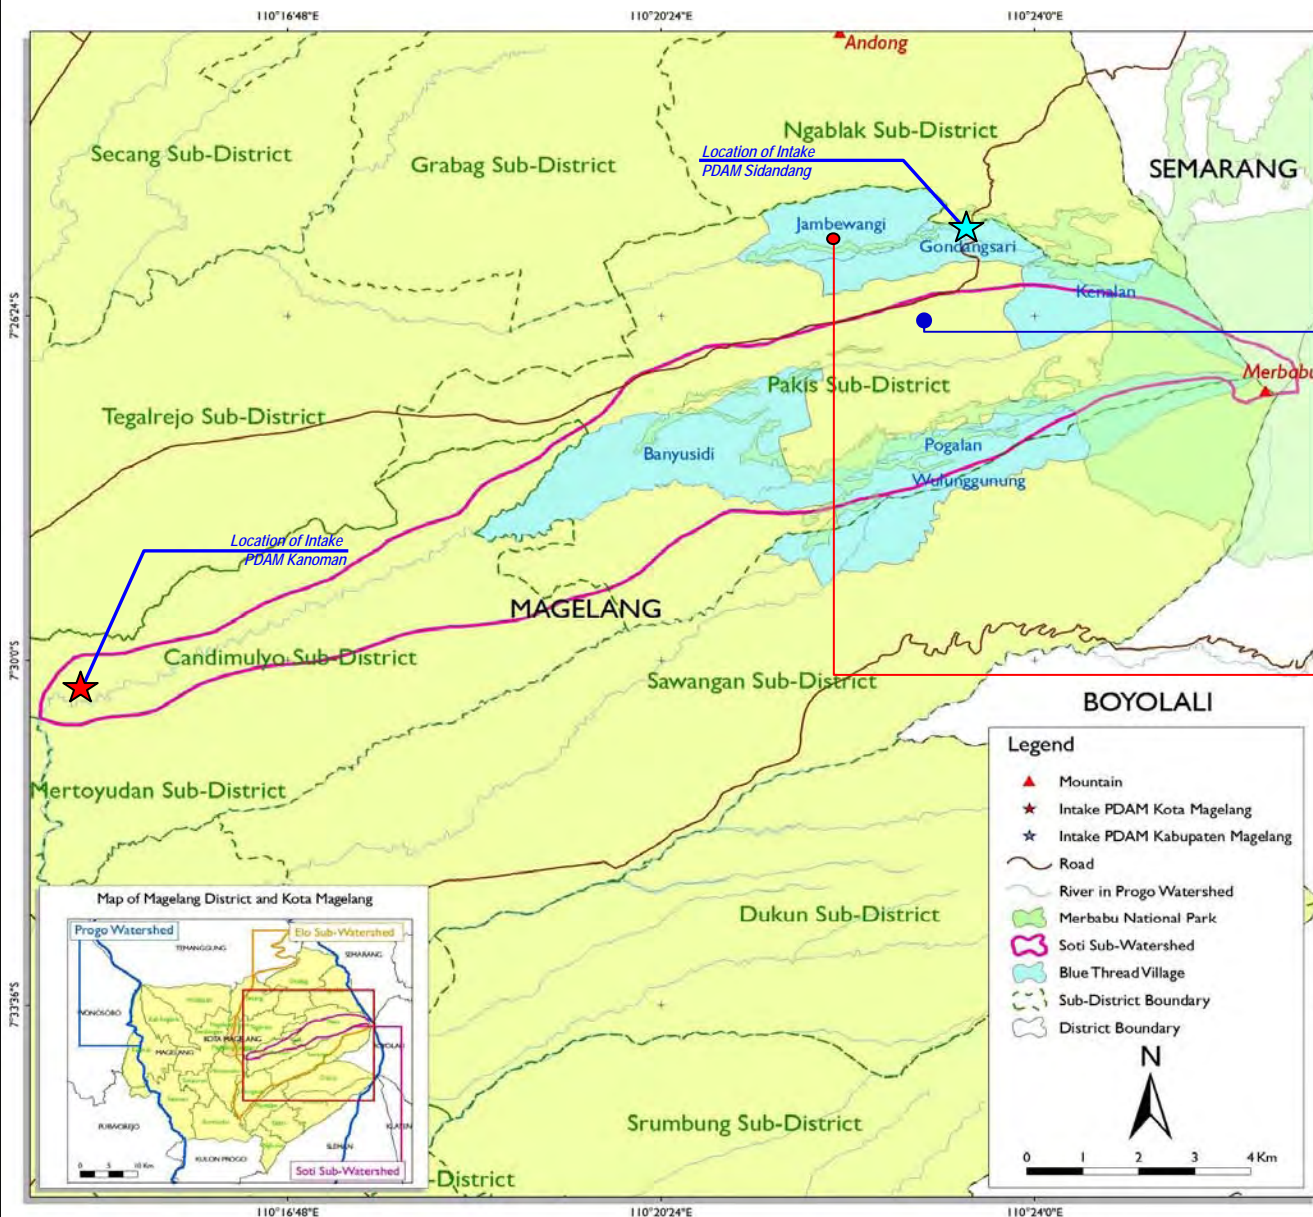 110°16'48"E
110°20'24"E
110°24'0"E
Andong
Secang Sub-District
Grabag Sub-District
Ngablak Sub-District
Location of Intake
PDAM Sidandang
SEMARANG
Jambewangi
Gondangsari
Kenalan
7°26'24"S
Merbabu
Pakis Sub-District
Tegalrejo Sub-District
Banyusidi
Pogalan
Wulunggunung
Location of Intake
PDAM Kanoman
MAGELANG
7°30'0"S
Candimulyo Sub-District
Sawangan Sub-District
BOYOLALI
Mertoyudan Sub-District
Dukun Sub-District
7°33'36"S
Srumbung Sub-District
-District
Legend
Mountain
Intake PDAM Kota Magelang
Intake PDAM Kabupaten Magelang
Road
River in Progo Watershed
Merbabu National Park
Soti Sub-Watershed
Blue Thread Village
Sub-District Boundary
District Boundary
N
0 1 2 3 4 Km
Map of Magelang District and Kota Magelang
Progo Watershed
Elo Sub-Watershed
TEMANGGUNG
SEMARANG
WONOSOBO
KOTA MAGELANG
MAGELANG
BOYOLALI
PURWOREJO
KULON PROGO
SLEMAN
KLATEN
0 5 10 Km
Soti Sub-Watershed
110°16'48"E
110°20'24"E
110°24'0"E